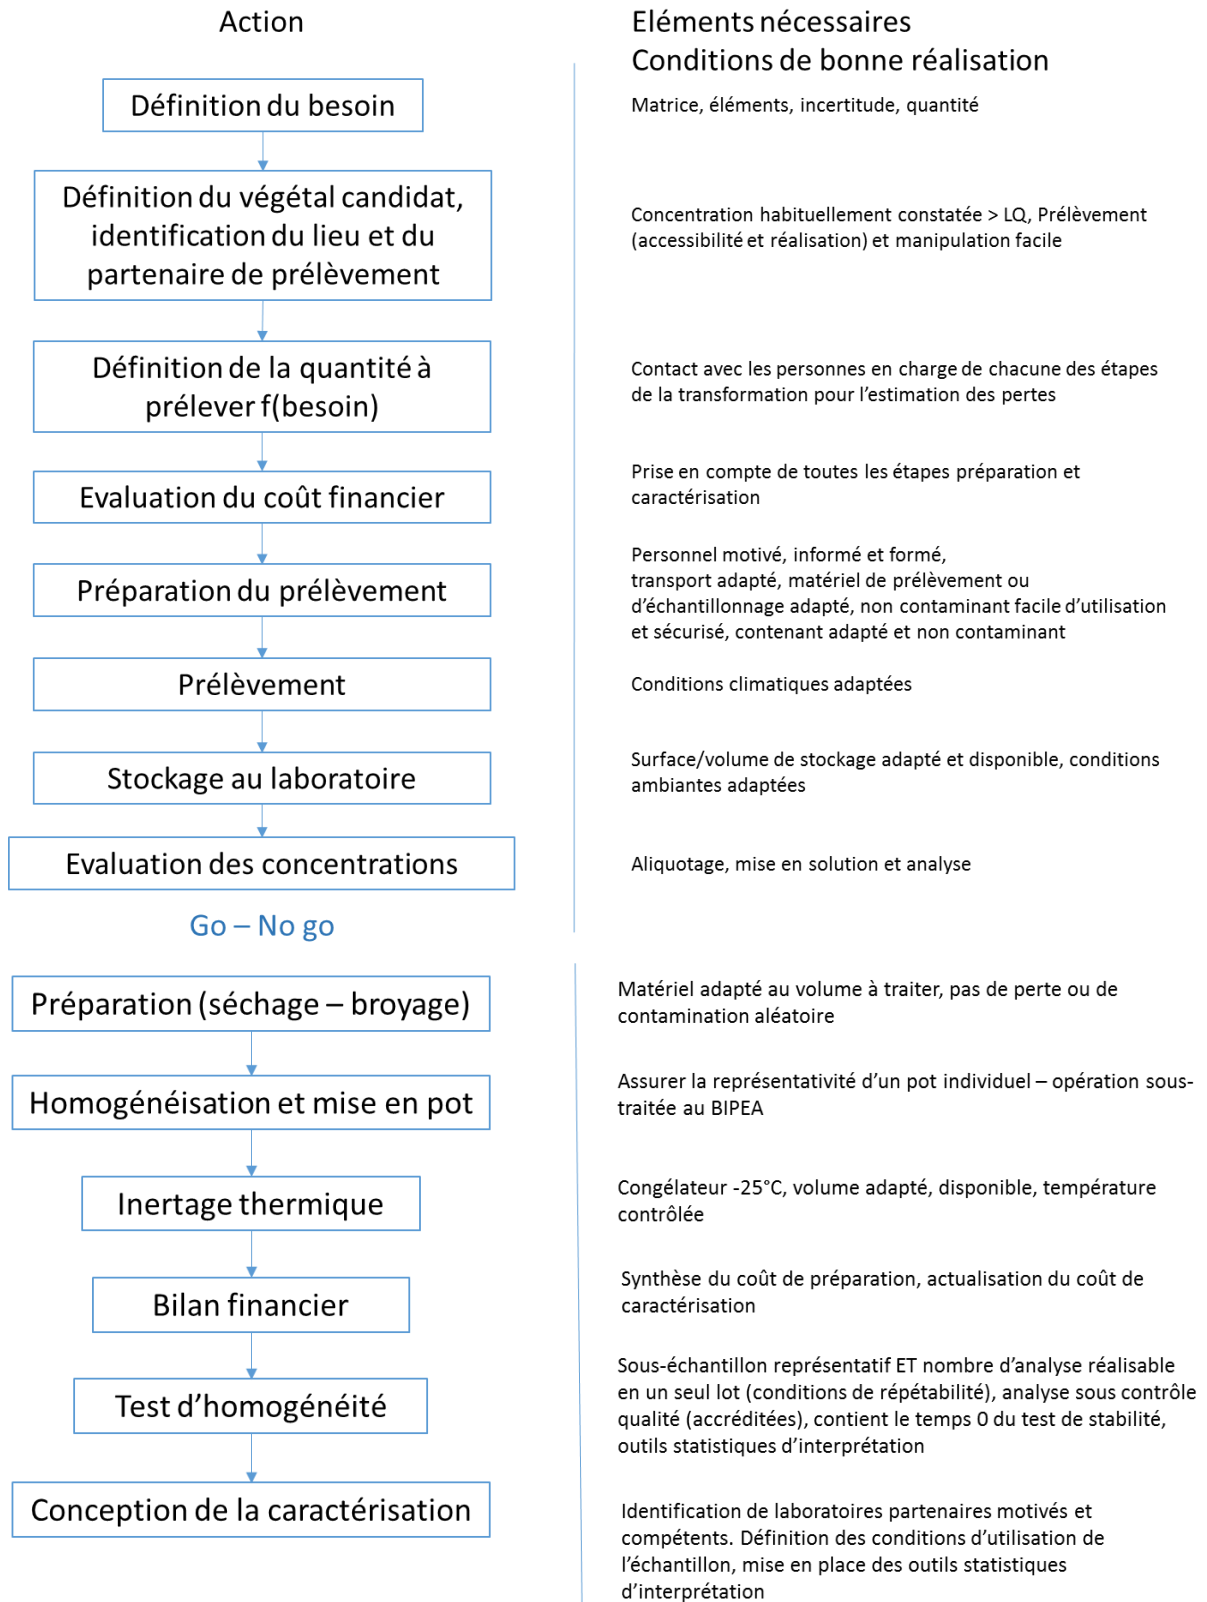 Action
Eléments nécessaires
Conditions de bonne réalisation
Définition du besoin
Matrice, éléments, incertitude, quantité
Définition du végétal candidat,
identification du lieu et du
partenaire de prélèvement
Concentration habituellement constatée > LQ, Prélèvement
(accessibilité et réalisation) et manipulation facile
Définition de la quantité à
prélever f(besoin)
Contact avec les personnes en charge de chacune des étapes
de la transformation pour l’estimation des pertes
Evaluation du coût financier
Prise en compte de toutes les étapes préparation et
caractérisation
Préparation du prélèvement
Personnel motivé, informé et formé,
transport adapté, matériel de prélèvement ou
d’échantillonnage adapté, non contaminant facile d’utilisation
et sécurisé, contenant adapté et non contaminant
Prélèvement
Conditions climatiques adaptées
Stockage au laboratoire
Surface/volume de stockage adapté et disponible, conditions
ambiantes adaptées
Evaluation des concentrations
Aliquotage, mise en solution et analyse
Go – No go
Préparation (séchage – broyage)
Matériel adapté au volume à traiter, pas de perte ou de
contamination aléatoire
Homogénéisation et mise en pot
Assurer la représentativité d’un pot individuel – opération sous-
traitée au BIPEA
Inertage thermique
Congélateur -25°C, volume adapté, disponible, température
contrôlée
Bilan financier
Synthèse du coût de préparation, actualisation du coût de
caractérisation
Test d’homogénéité
Sous-échantillon représentatif ET nombre d’analyse réalisable
en un seul lot (conditions de répétabilité), analyse sous contrôle
qualité (accréditées), contient le temps 0 du test de stabilité,
outils statistiques d’interprétation
Conception de la caractérisation
Identification de laboratoires partenaires motivés et
compétents. Définition des conditions d’utilisation de
l’échantillon, mise en place des outils statistiques
d’interprétation